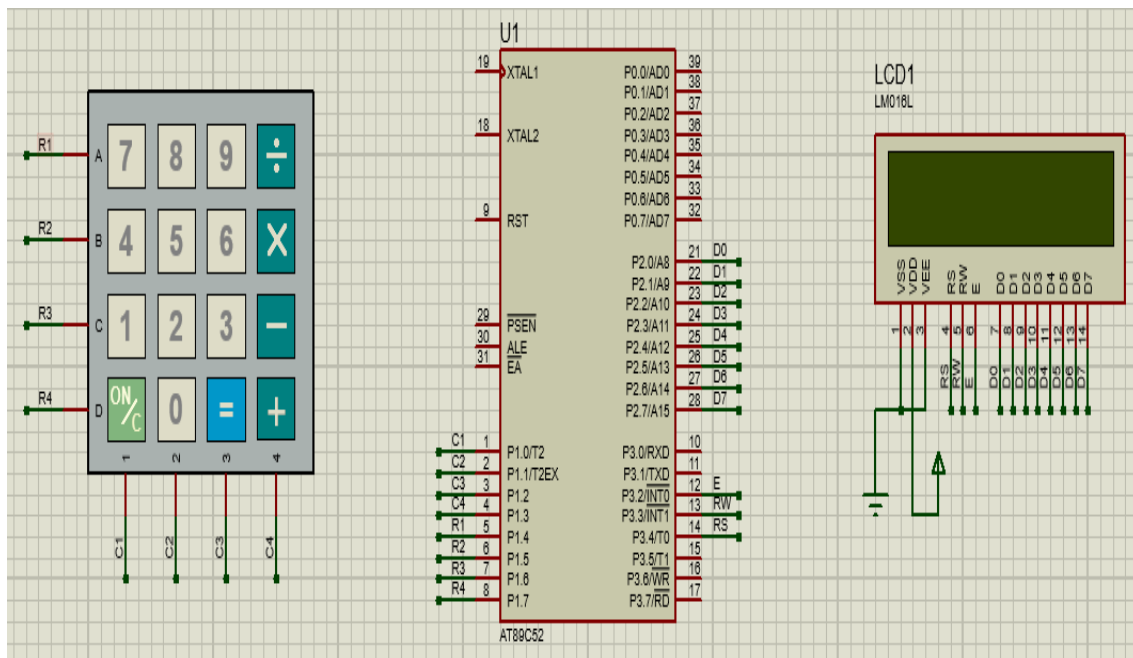 R1
A
7 8 9 ÷
R2
B
4 5 6 X
R3
C
1 2 3 −
R4
D
ON/C 0 = +
1 2 3 4
C1 C2 C3 C4
U1
19 XTAL1
18 XTAL2
9 RST
29 PSEN
30 ALE
31 EA
C1 1 P1.0/T2
C2 2 P1.1/T2EX
C3 3 P1.2
C4 4 P1.3
R1 5 P1.4
R2 6 P1.5
R3 7 P1.6
R4 8 P1.7
P0.0/AD0 39
P0.1/AD1 38
P0.2/AD2 37
P0.3/AD3 36
P0.4/AD4 35
P0.5/AD5 34
P0.6/AD6 33
P0.7/AD7 32
P2.0/A8 21 D0
P2.1/A9 22 D1
P2.2/A10 23 D2
P2.3/A11 24 D3
P2.4/A12 25 D4
P2.5/A13 26 D5
P2.6/A14 27 D6
P2.7/A15 28 D7
P3.0/RXD 10
P3.1/TXD 11
P3.2/INT0 12 E
P3.3/INT1 13 RW
P3.4/T0 14 RS
P3.5/T1 15
P3.6/WR 16
P3.7/RD 17
AT89C52
LCD1
LM016L
VSS VDD VEE RS RW E D0 D1 D2 D3 D4 D5 D6 D7
1 2 3 4 5 6 7 8 9 10 11 12 13 14
RS RW E D0 D1 D2 D3 D4 D5 D6 D7